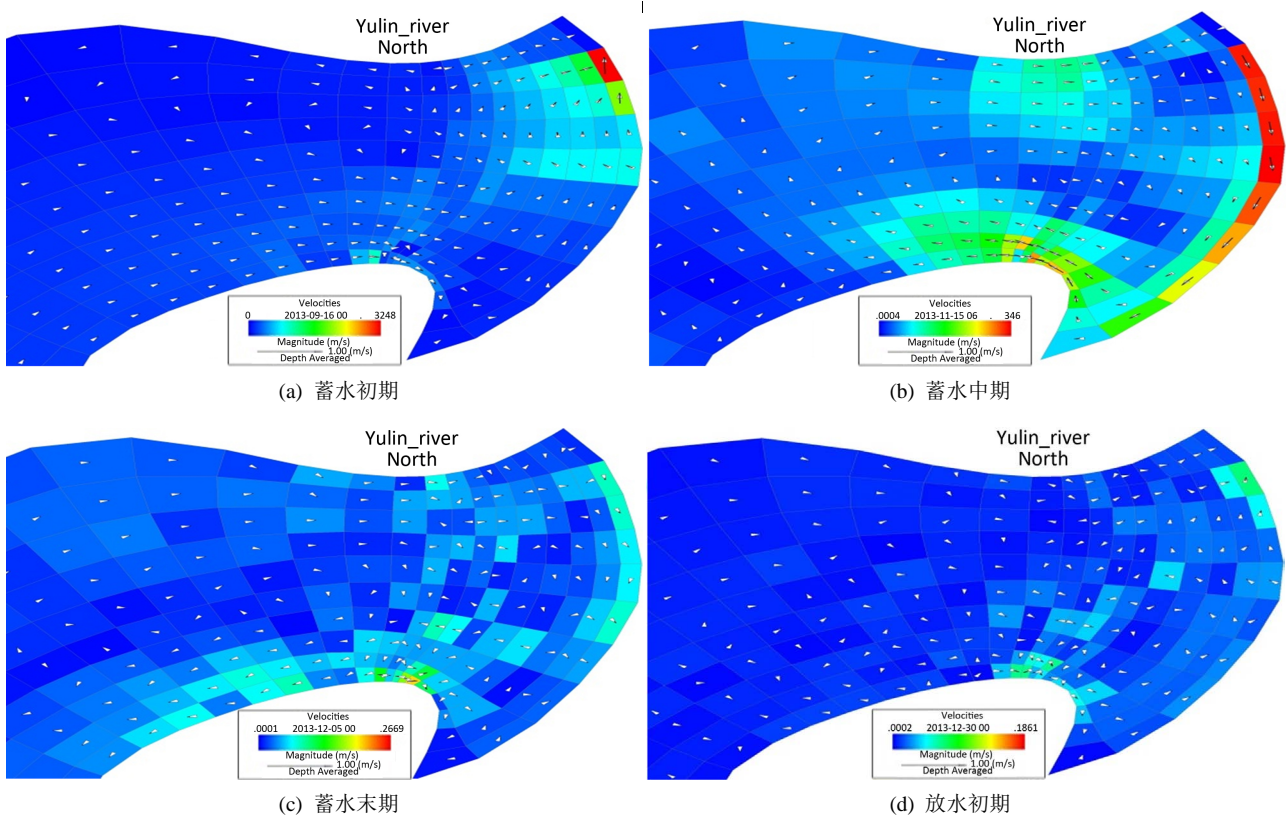 Yulin_river
North
Velocities
0 2013-09-16 00 . 3248
Magnitude (m/s)
1.00 (m/s)
Depth Averaged
(a) 蓄水初期
Yulin_river
North
Velocities
.0004 2013-11-15 06 . 346
Magnitude (m/s)
1.00 (m/s)
Depth Averaged
(b) 蓄水中期
Yulin_river
North
Velocities
.0001 2013-12-05 00 .2669
Magnitude (m/s)
1.00 (m/s)
Depth Averaged
(c) 蓄水末期
Yulin_river
North
Velocities
.0002 2013-12-30 00 .1861
Magnitude (m/s)
1.00 (m/s)
Depth Averaged
(d) 放水初期